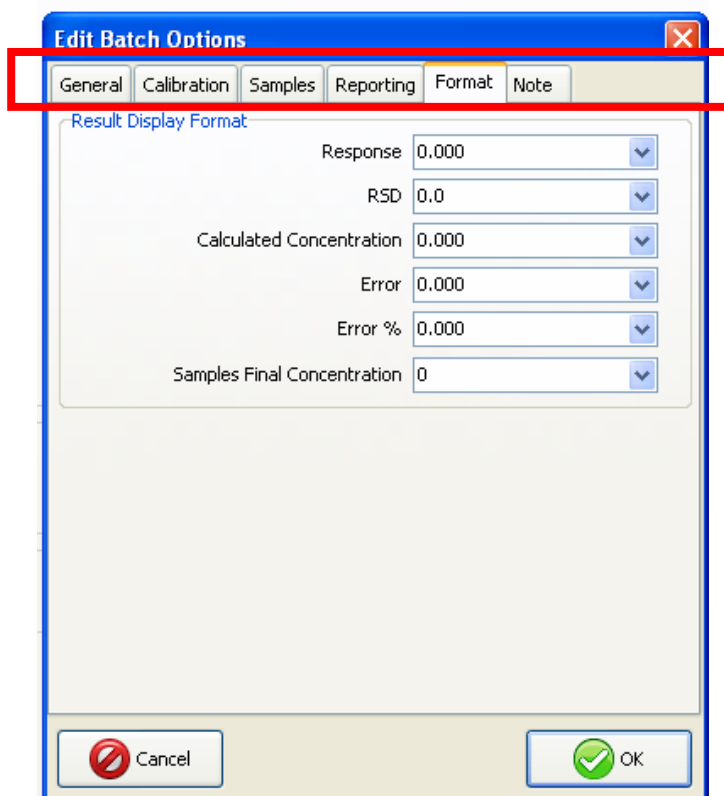 Edit Batch Options
General Calibration Samples Reporting Format Note
Result Display Format
Response 0.000
RSD 0.0
Calculated Concentration 0.000
Error 0.000
Error % 0.000
Samples Final Concentration 0
Cancel OK